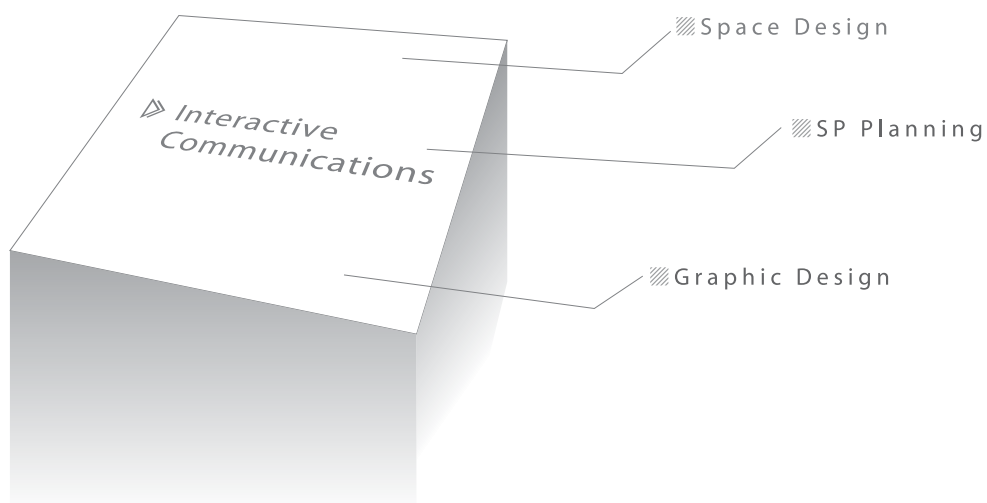 Space Design
Interactive
Communications
SP Planning
Graphic Design